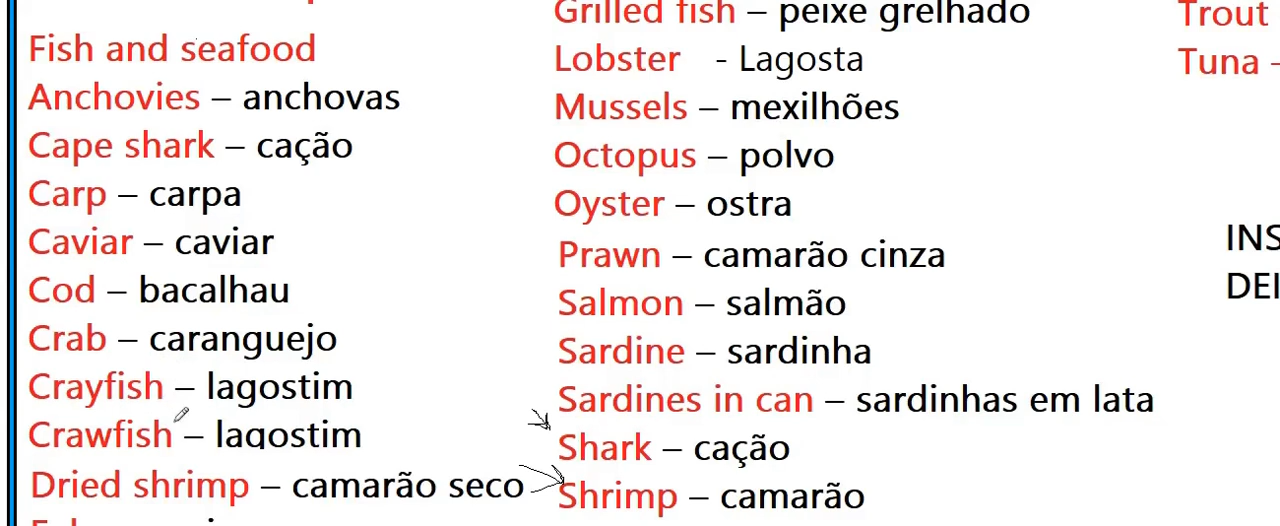 Fish and seafood
Anchovies – anchovas
Cape shark – cação
Carp – carpa
Caviar – caviar
Cod – bacalhau
Crab – caranguejo
Crayfish – lagostim
Crawfish – lagostim
Dried shrimp – camarão seco
Grilled fish – peixe grelhado
Lobster - Lagosta
Mussels – mexilhões
Octopus – polvo
Oyster – ostra
Prawn – camarão cinza
Salmon – salmão
Sardine – sardinha
Sardines in can – sardinhas em lata
Shark – cação
Shrimp – camarão
Trout
Tuna –
INS
DEI